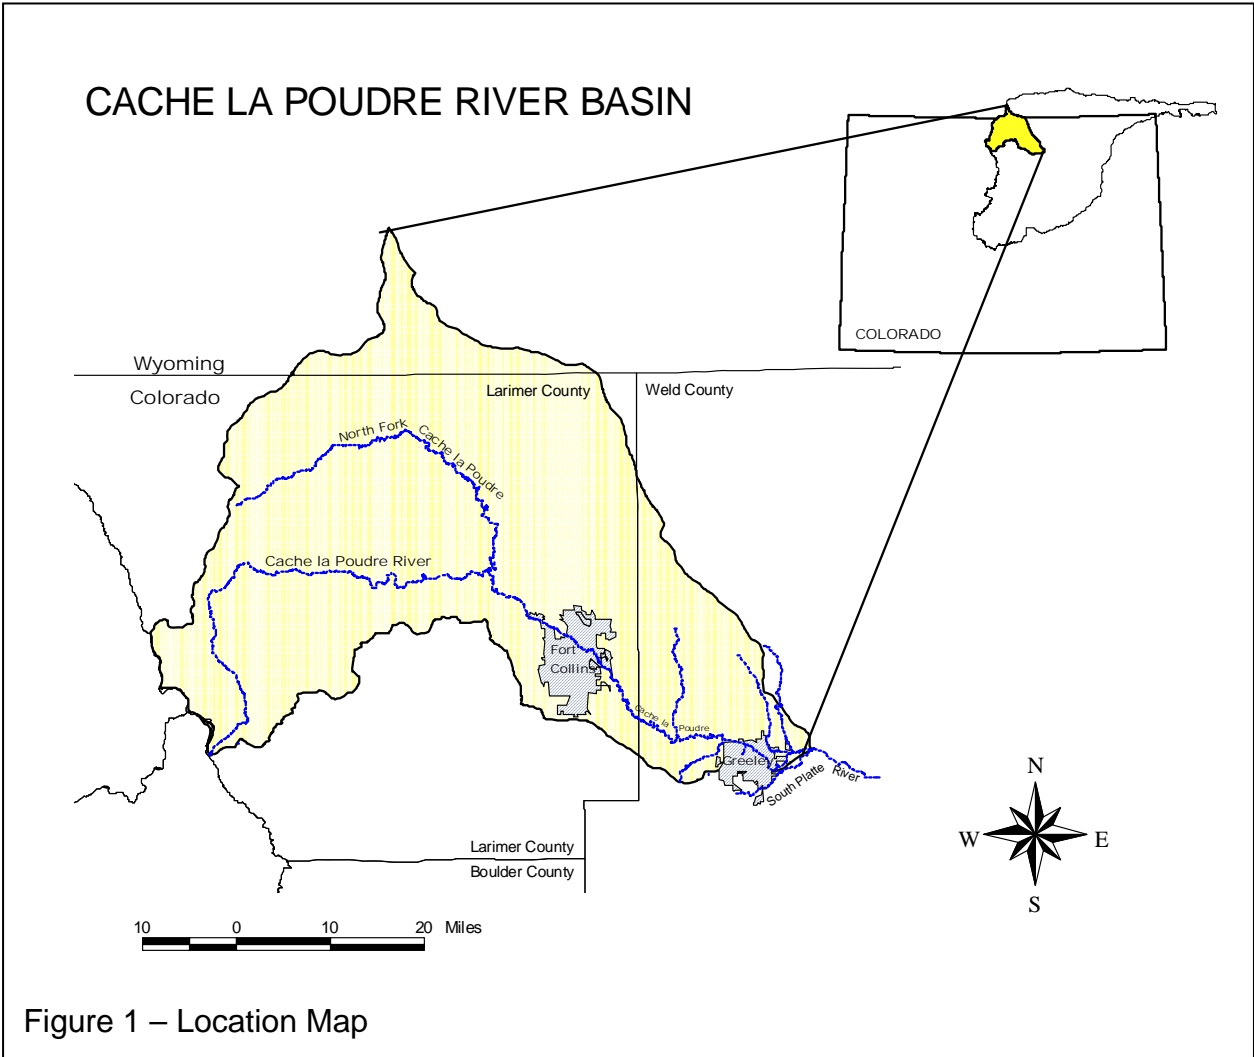 CACHE LA POUDRE RIVER BASIN
COLORADO
Wyoming
Colorado
Larimer County
Weld County
North Fork
Cache la Poudre
Cache la Poudre River
Fort
Collins
Cache la Poudre
Greeley
South Platte River
N
W
E
S
Larimer County
Boulder County
10 0 10 20 Miles
Figure 1 – Location Map